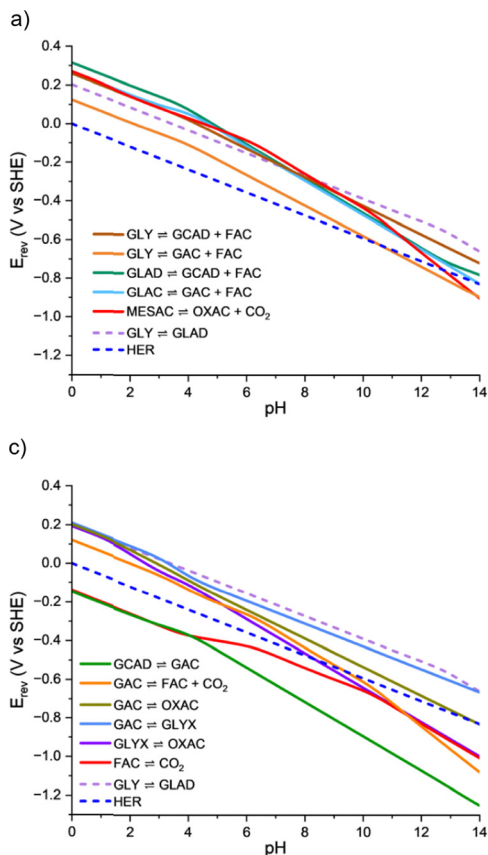 a)
0.4
0.2
0.0
−0.2
−0.4
−0.6
−0.8
−1.0
−1.2
E_rev (V vs SHE)
GLY ⇌ GCAD + FAC
GLY ⇌ GAC + FAC
GLAD ⇌ GCAD + FAC
GLAC ⇌ GAC + FAC
MESAC ⇌ OXAC + CO₂
GLY ⇌ GLAD
HER
0 2 4 6 8 10 12 14
pH
c)
0.4
0.2
0.0
−0.2
−0.4
−0.6
−0.8
−1.0
−1.2
E_rev (V vs SHE)
GCAD ⇌ GAC
GAC ⇌ FAC + CO₂
GAC ⇌ OXAC
GAC ⇌ GLYX
GLYX ⇌ OXAC
FAC ⇌ CO₂
GLY ⇌ GLAD
HER
0 2 4 6 8 10 12 14
pH